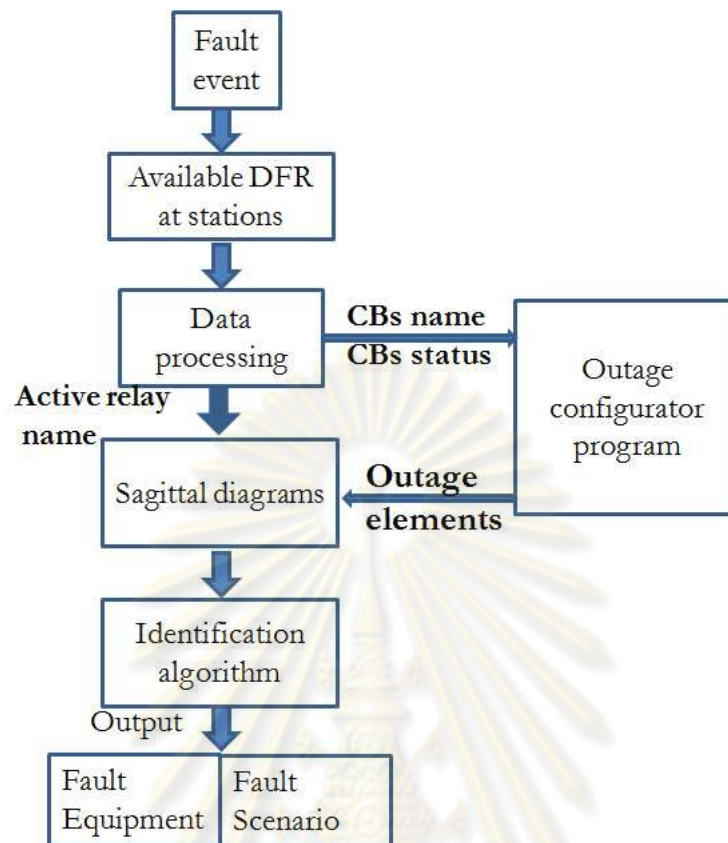 Fault
event
Available DFR
at stations
Data
processing
CBs name
CBs status
Outage
configurator
program
Active relay
name
Sagittal diagrams
Outage
elements
Identification
algorithm
Output
Fault
Equipment
Fault
Scenario